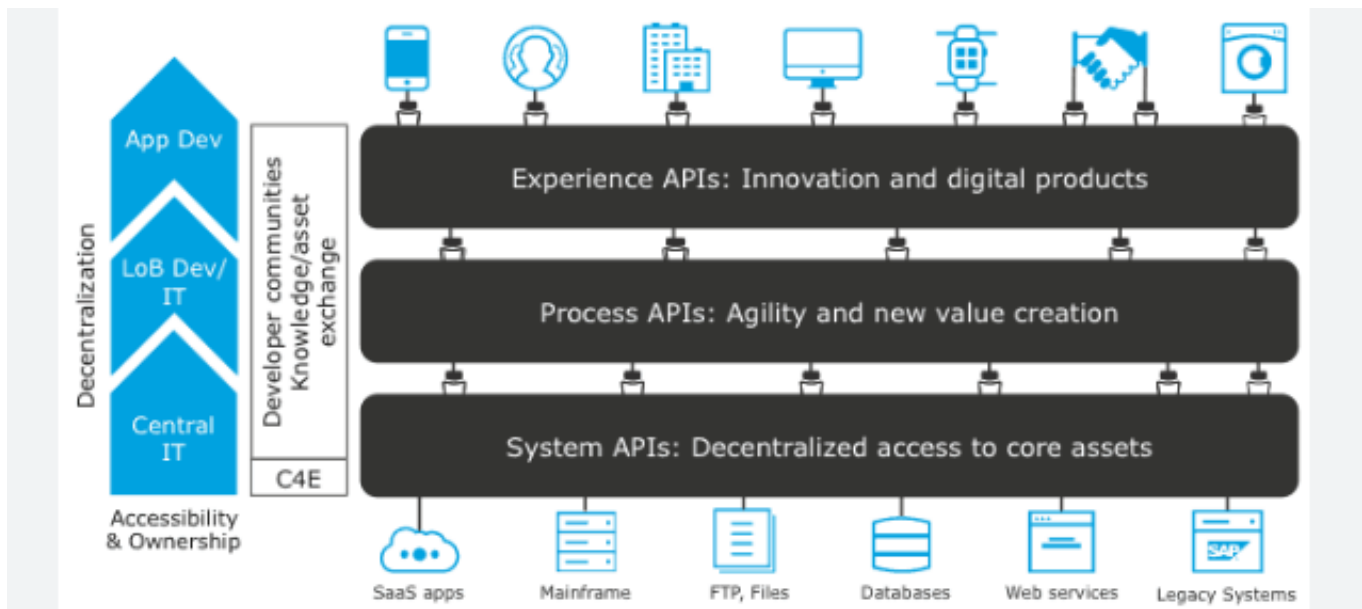 App Dev
LoB Dev/
IT
Central
IT
Decentralization
Accessibility
& Ownership
Developer communities
Knowledge/asset
exchange
C4E
Experience APIs: Innovation and digital products
Process APIs: Agility and new value creation
System APIs: Decentralized access to core assets
SaaS apps
Mainframe
FTP, Files
Databases
Web services
SAP
Legacy Systems